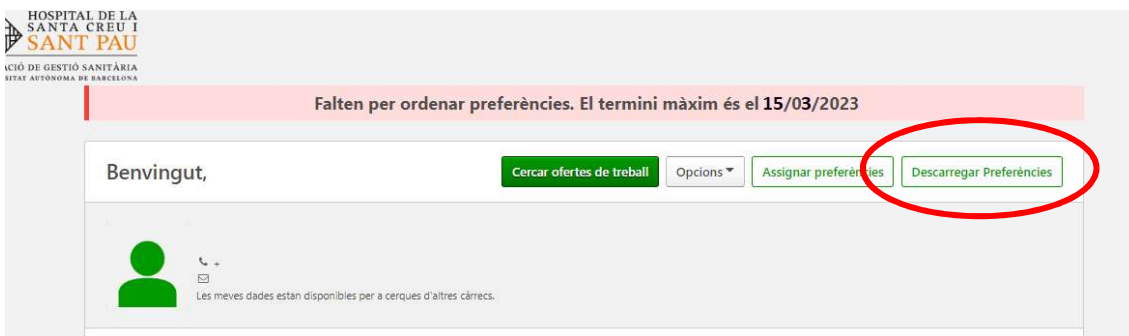 HOSPITAL DE LA
SANTA CREU I
SANT PAU
ACIÓ DE GESTIÓ SANITÀRIA
SITAT AUTÒNOMA DE BARCELONA
Falten per ordenar preferències. El termini màxim és el 15/03/2023
Benvingut,
Cercar ofertes de treball
Opcions
Assignar preferències
Descarregar Preferències
+
Les meves dades estan disponibles per a cerques d'altres càrrecs.